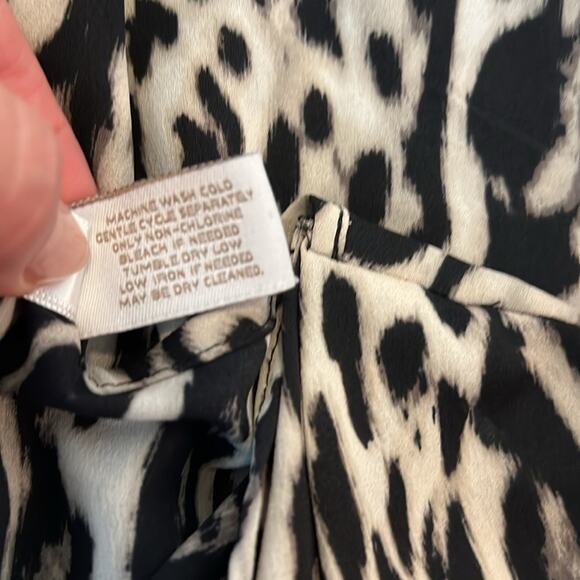 MACHINE WASH COLD
GENTLE CYCLE SEPARATELY
ONLY NON-CHLORINE
BLEACH IF NEEDED
TUMBLE DRY LOW
LOW IRON IF NEEDED
MAY BE DRY CLEANED.